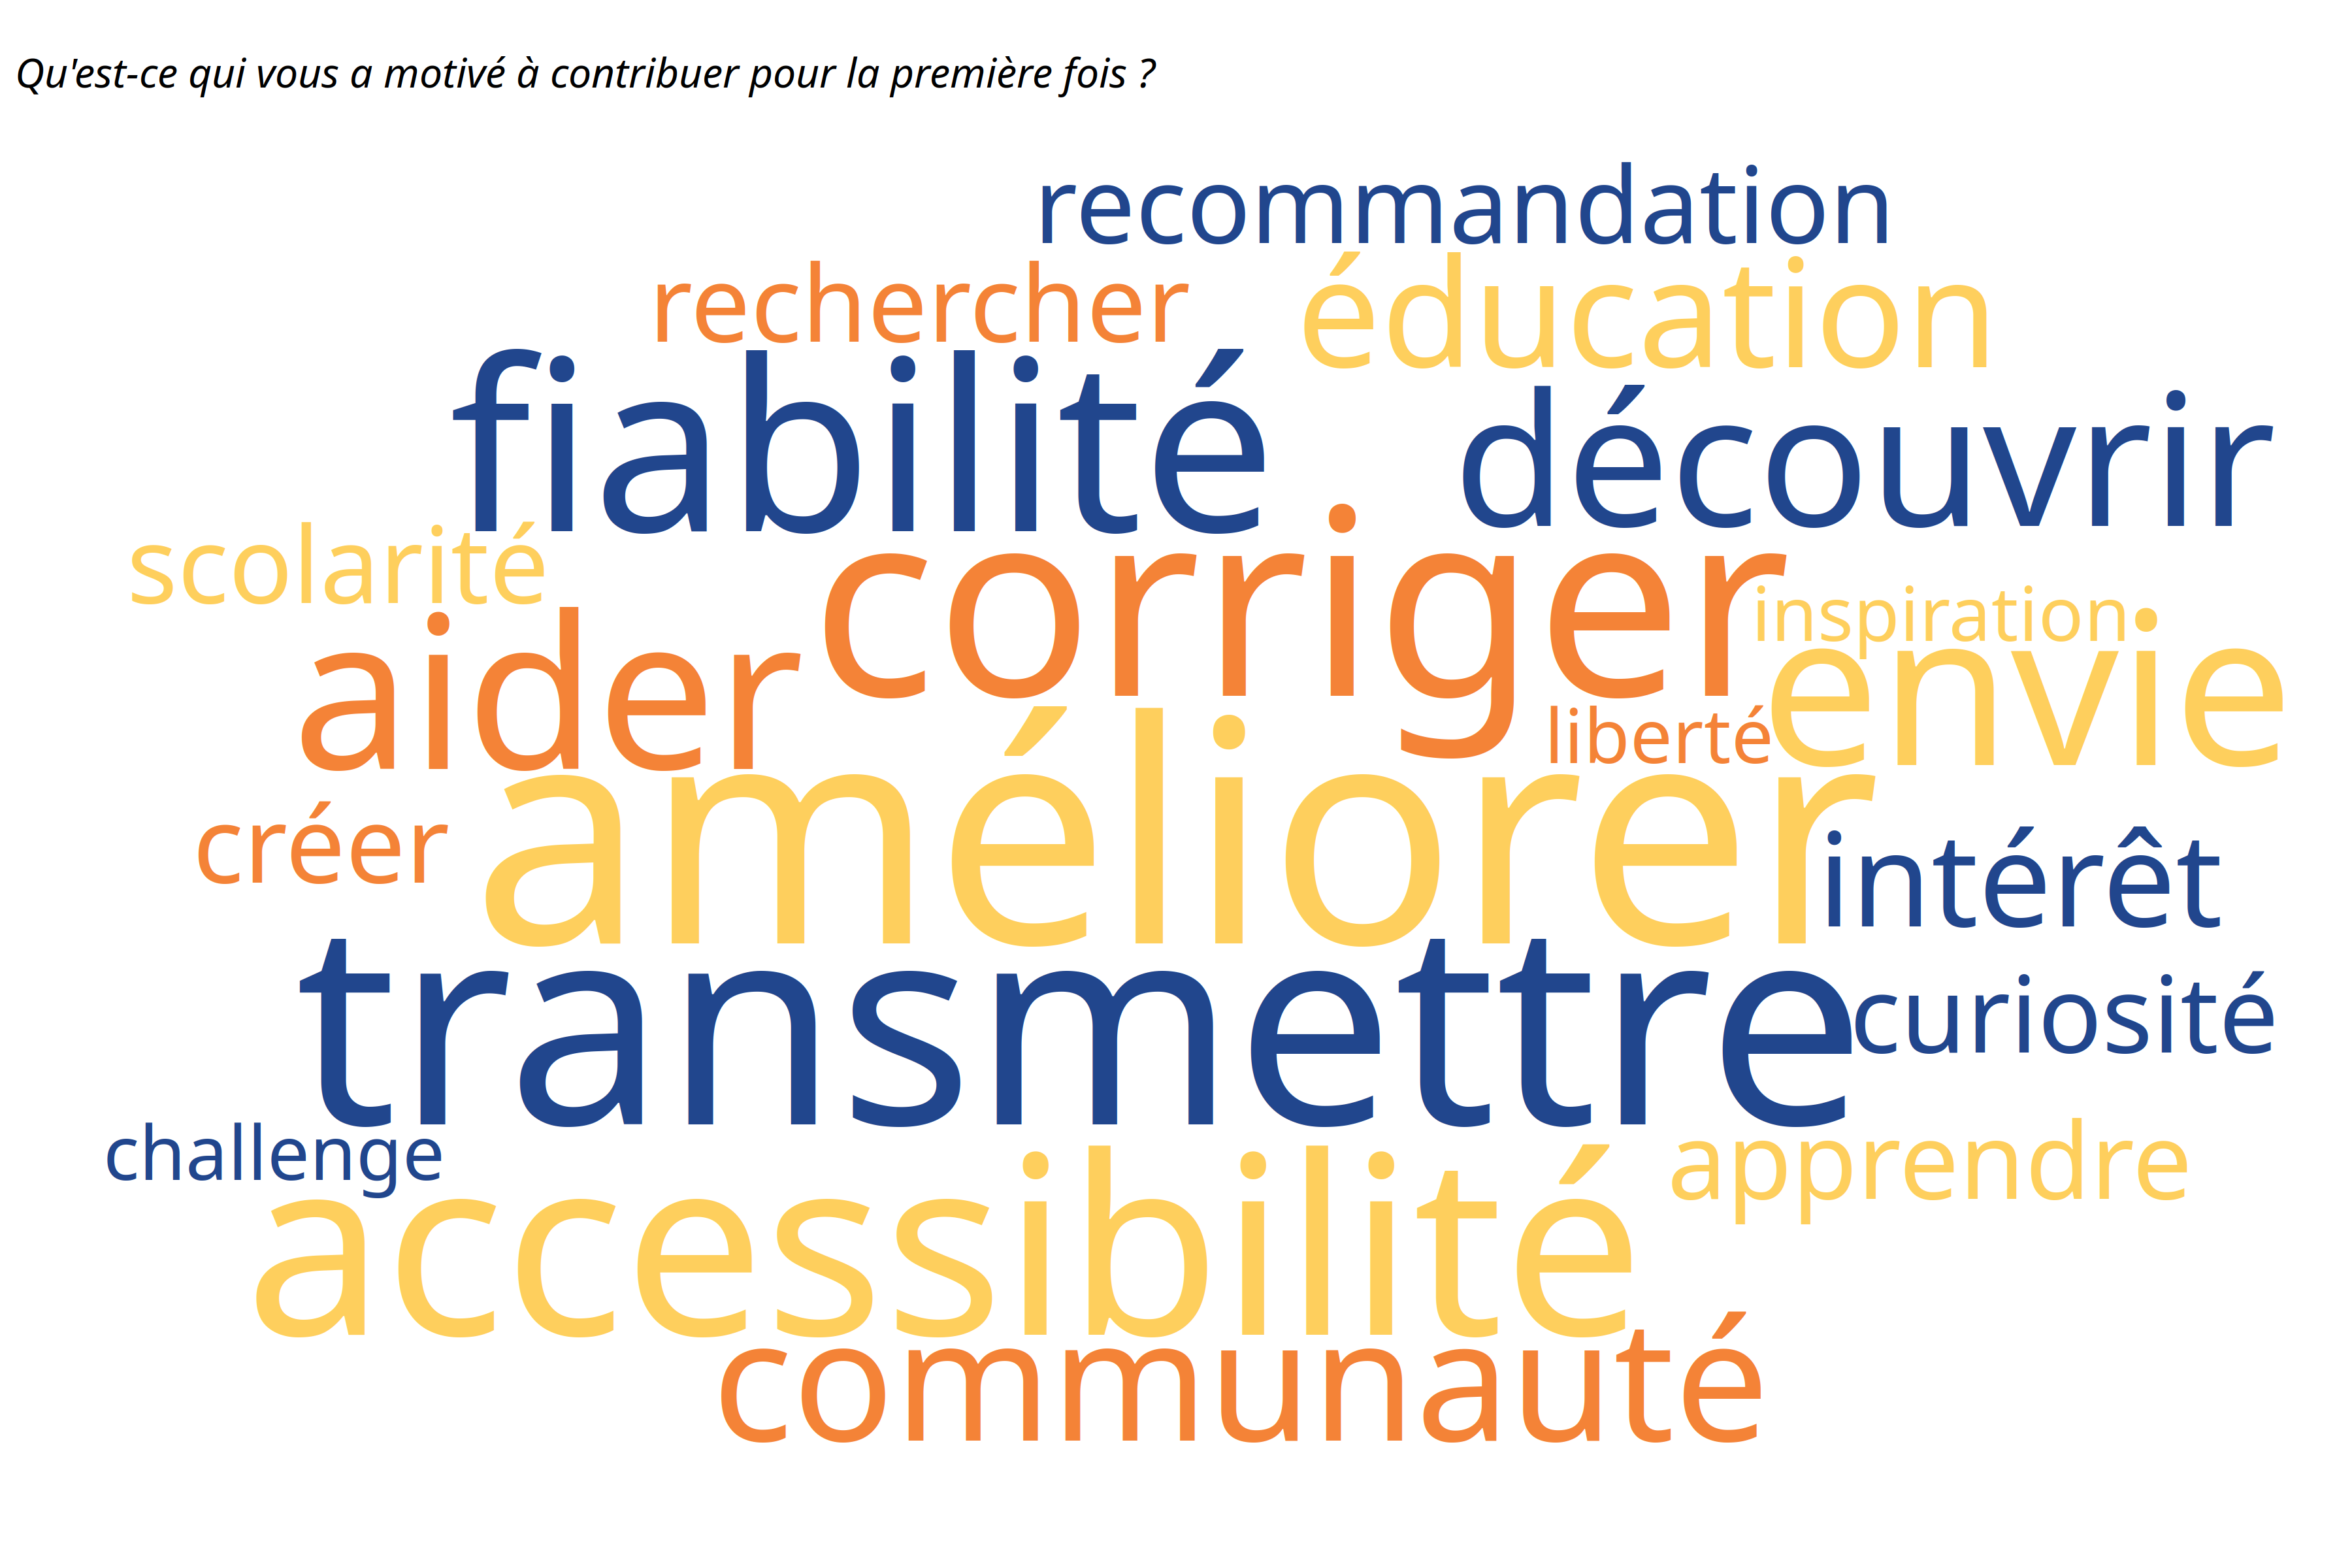 Qu'est-ce qui vous a motivé à contribuer pour la première fois ?
recommandation
rechercher
éducation
fiabilité
découvrir
scolarité
corriger
inspiration
aider
envie
liberté
améliorer
créer
intérêt
transmettre
curiosité
challenge
apprendre
accessibilité
communauté